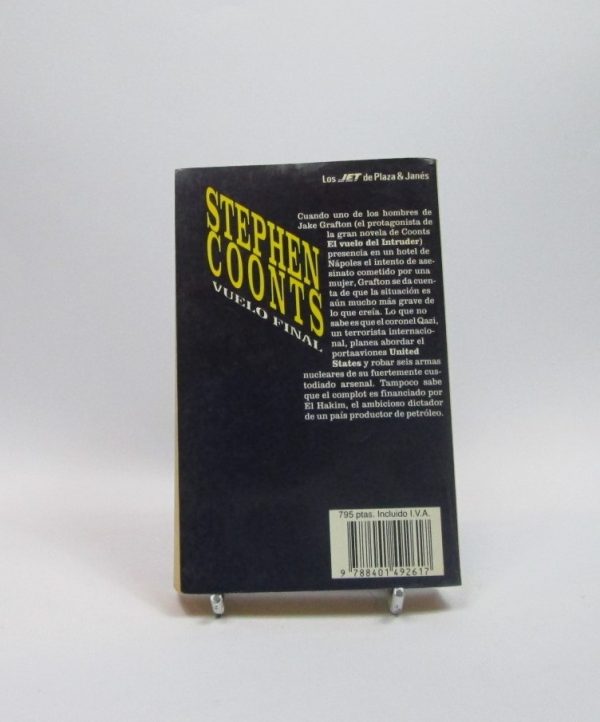 Los JET de Plaza & Janés
STEPHEN
COONTS
VUELO FINAL
Cuando uno de los hombres de
Jake Grafton (el protagonista de
la gran novela de Coonts
El vuelo del Intruder)
presencia en un hotel de
Nápoles el intento de ase-
sinato cometido por una
mujer, Grafton se da cuen-
ta de que la situación es
aún mucho más grave de
lo que creía. Lo que no
sabe es que el coronel Qazi,
un terrorista internacio-
nal, planea abordar el
portaaviones United
States y robar seis armas
nucleares de su fuertemente cus-
todiado arsenal. Tampoco sabe
que el complot es financiado por
Él Hakim, el ambicioso dictador
de un país productor de petróleo.
795 ptas. Incluido I.V.A.
9 788401 492617